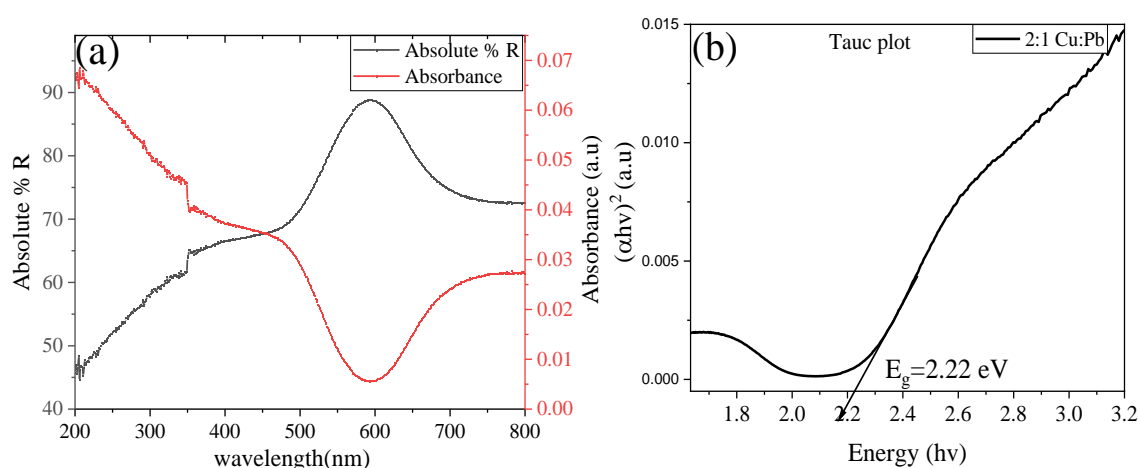 (a)
Absolute % R
Absorbance
90
80
70
60
50
40
Absolute % R
0.07
0.06
0.05
0.04
0.03
0.02
0.01
0.00
Absorbance (a.u)
200 300 400 500 600 700 800
wavelength(nm)
(b)
Tauc plot
2:1 Cu:Pb
0.015
0.010
0.005
0.000
(αhv)² (a.u)
E_g=2.22 eV
1.8 2.0 2.2 2.4 2.6 2.8 3.0 3.2
Energy (hv)